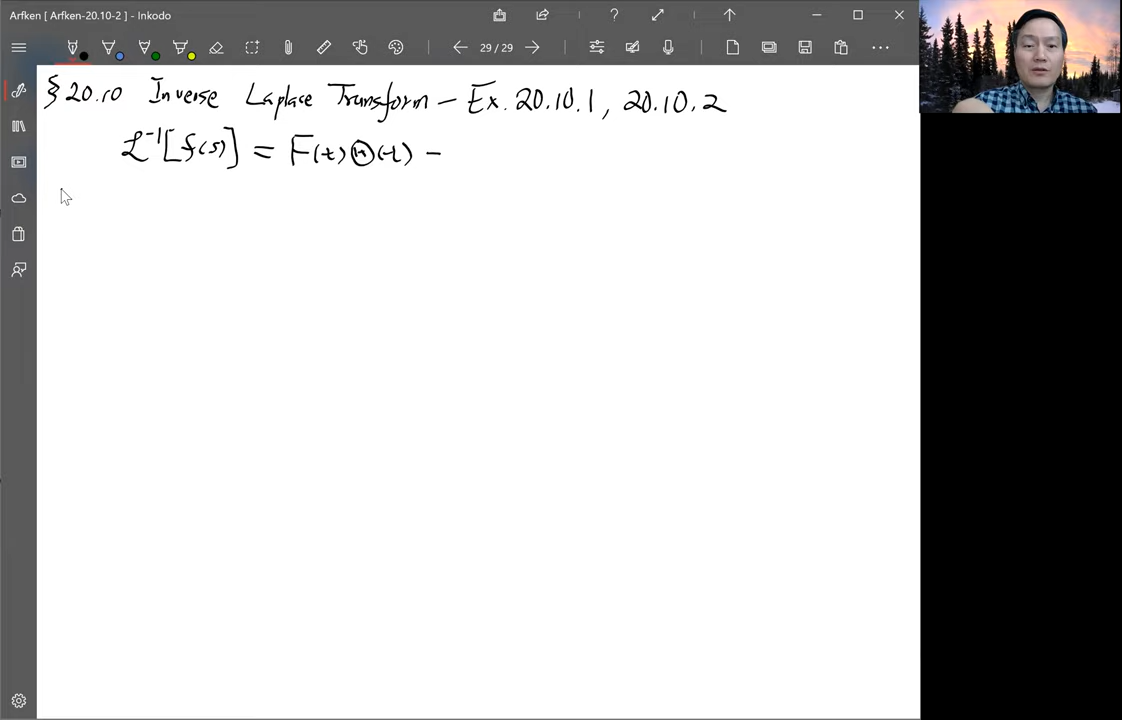 Arfken [ Arfken-20.10-2 ] - Inkodo
29 / 29
§ 20.10 Inverse Laplace Transform - Ex. 20.10.1, 20.10.2
ℒ⁻¹[f(s)] = F(t)Θ(t) -